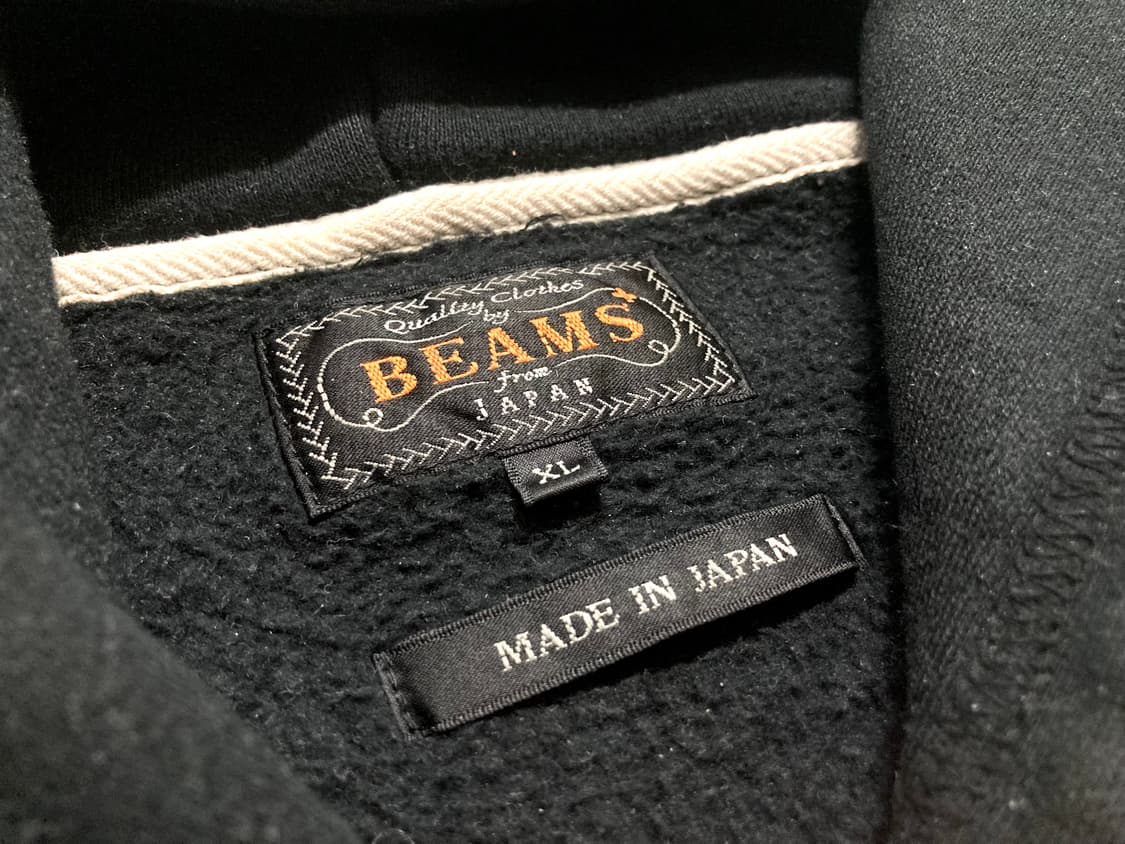 Quality Clothes
by
BEAMS+
from
JAPAN
XL
MADE IN JAPAN